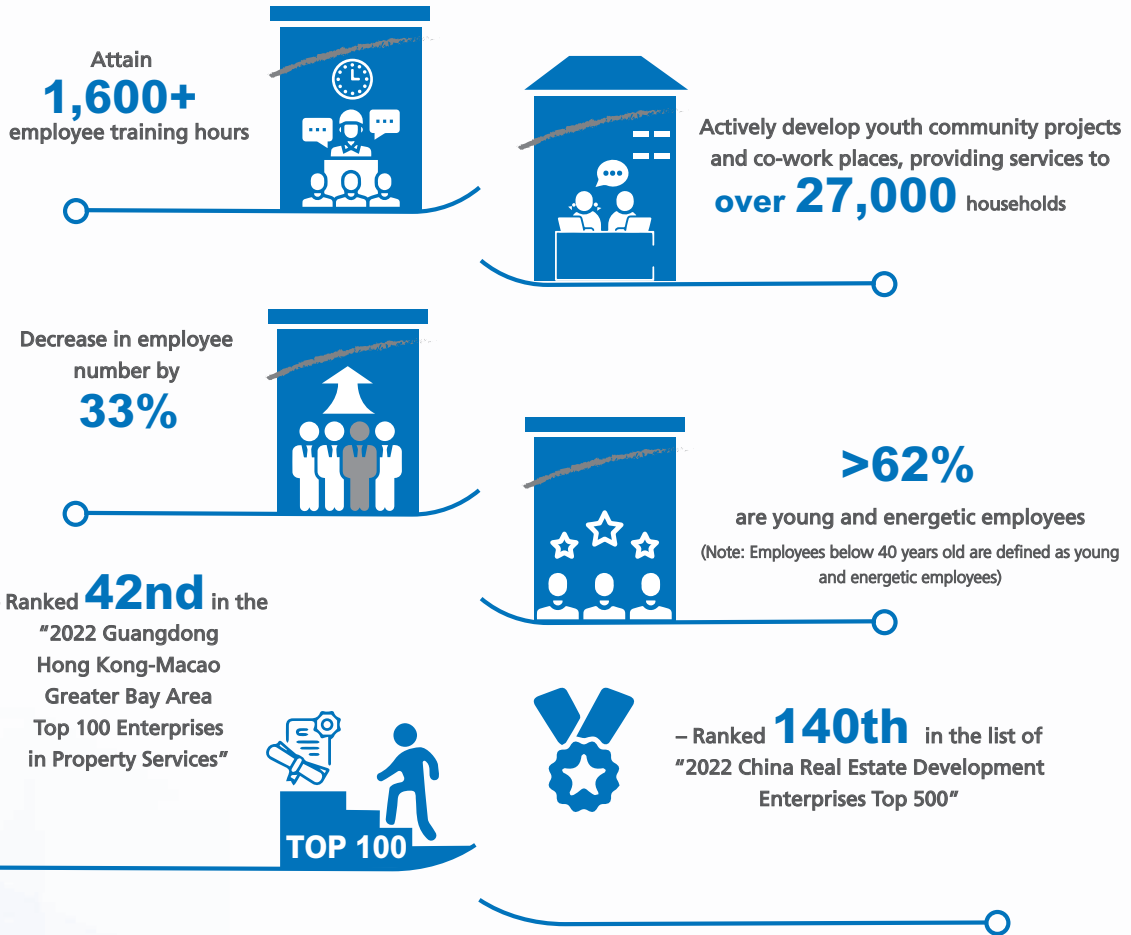 Attain
1,600+
employee training hours
Actively develop youth community projects
and co-work places, providing services to
over 27,000 households
Decrease in employee
number by
33%
>62%
are young and energetic employees
(Note: Employees below 40 years old are defined as young
and energetic employees)
Ranked 42nd in the
“2022 Guangdong
Hong Kong-Macao
Greater Bay Area
Top 100 Enterprises
in Property Services”
TOP 100
– Ranked 140th in the list of
“2022 China Real Estate Development
Enterprises Top 500”